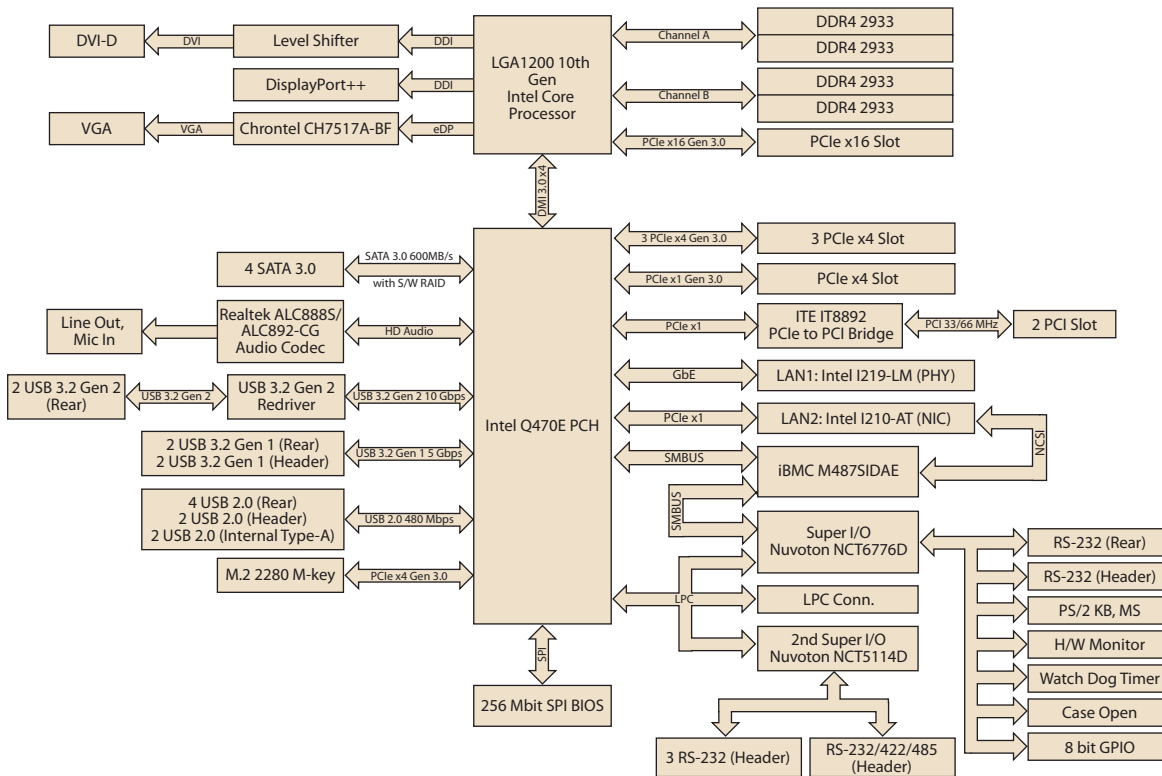 DVI-D
DVI
Level Shifter
DDI
DisplayPort++
DDI
VGA
VGA
Chrontel CH7517A-BF
eDP
LGA1200 10th
Gen
Intel Core
Processor
Channel A
DDR4 2933
DDR4 2933
Channel B
DDR4 2933
DDR4 2933
PCIe x16 Gen 3.0
PCIe x16 Slot
DMI 3.0 x4
Intel Q470E PCH
4 SATA 3.0
SATA 3.0 600MB/s
with S/W RAID
Line Out,
Mic In
Realtek ALC888S/
ALC892-CG
Audio Codec
HD Audio
2 USB 3.2 Gen 2
(Rear)
USB 3.2 Gen 2
USB 3.2 Gen 2
Redriver
USB 3.2 Gen 2 10 Gbps
2 USB 3.2 Gen 1 (Rear)
2 USB 3.2 Gen 1 (Header)
USB 3.2 Gen 1 5 Gbps
4 USB 2.0 (Rear)
2 USB 2.0 (Header)
2 USB 2.0 (Internal Type-A)
USB 2.0 480 Mbps
M.2 2280 M-key
PCIe x4 Gen 3.0
SPI
256 Mbit SPI BIOS
3 PCIe x4 Gen 3.0
3 PCIe x4 Slot
PCIe x1 Gen 3.0
PCIe x4 Slot
PCIe x1
ITE IT8892
PCIe to PCI Bridge
PCI 33/66 MHz
2 PCI Slot
GbE
LAN1: Intel I219-LM (PHY)
PCIe x1
LAN2: Intel I210-AT (NIC)
NCSI
SMBUS
iBMC M487SIDAE
SMBUS
Super I/O
Nuvoton NCT6776D
LPC
LPC Conn.
2nd Super I/O
Nuvoton NCT5114D
3 RS-232 (Header)
RS-232/422/485
(Header)
RS-232 (Rear)
RS-232 (Header)
PS/2 KB, MS
H/W Monitor
Watch Dog Timer
Case Open
8 bit GPIO